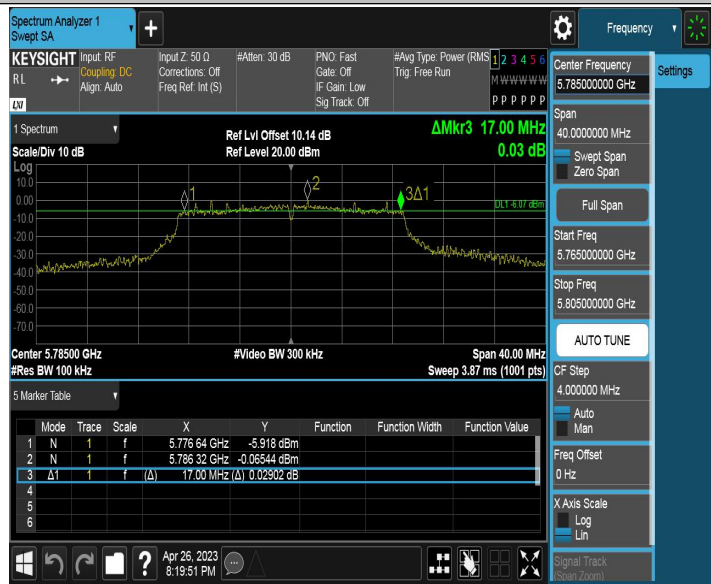 Spectrum Analyzer 1
Swept SA
+
Frequency
KEYSIGHT Input: RF Input Z: 50 Ω #Atten: 30 dB PNO: Fast #Avg Type: Power (RMS 1 2 3 4 5 6
RL Coupling: DC Corrections: Off Gate: Off Trig: Free Run M W W W W W
Align: Auto Freq Ref: Int (S) IF Gain: Low
LXI Sig Track: Off P P P P P P
1 Spectrum
Ref Lvl Offset 10.14 dB ΔMkr3 17.00 MHz
Scale/Div 10 dB Ref Level 20.00 dBm 0.03 dB
Log
10.0
0.00
-10.0
-20.0
-30.0
-40.0
-50.0
-60.0
-70.0
1
2
3Δ1
DL1 -6.07 dBm
Center 5.78500 GHz #Video BW 300 kHz Span 40.00 MHz
#Res BW 100 kHz Sweep 3.87 ms (1001 pts)
5 Marker Table
Mode Trace Scale X Y Function Function Width Function Value
1 N 1 f 5.776 64 GHz -5.918 dBm
2 N 1 f 5.786 32 GHz -0.06544 dBm
3 Δ1 1 f (Δ) 17.00 MHz (Δ) 0.02902 dB
4
5
6
Apr 26, 2023
8:19:51 PM
?
Center Frequency
5.785000000 GHz
Settings
Span
40.0000000 MHz
Swept Span
Zero Span
Full Span
Start Freq
5.765000000 GHz
Stop Freq
5.805000000 GHz
AUTO TUNE
CF Step
4.000000 MHz
Auto
Man
Freq Offset
0 Hz
X Axis Scale
Log
Lin
Signal Track
(Span Zoom)